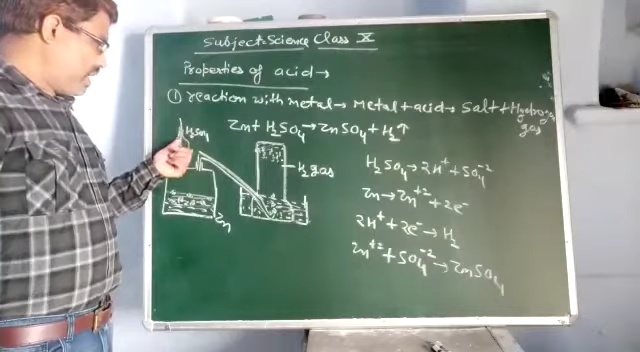 Subject=Science Class X
Properties of acid→
① reaction with metal→ Metal+acid→ Salt+Hydrogen gas
Zn+H₂SO₄→ZnSO₄+H₂↑
H₂SO₄
H₂
H₂ gas
Zn
H₂SO₄→2H⁺+SO₄⁻²
Zn→Zn⁺²+2e⁻
2H⁺+2e⁻→H₂
Zn⁺²+SO₄⁻²→ZnSO₄